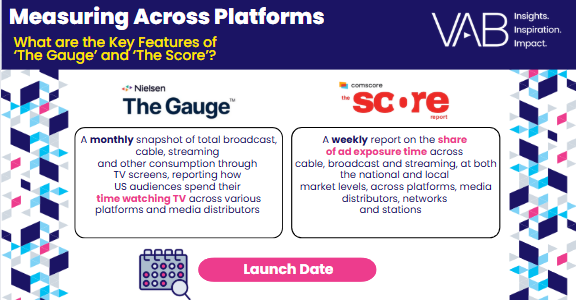 Measuring Across Platforms
What are the Key Features of
‘The Gauge’ and ‘The Score’?
VAB
Insights.
Inspiration.
Impact.
Nielsen
The Gauge™
A monthly snapshot of total broadcast,
cable, streaming
and other consumption through
TV screens, reporting how
US audiences spend their
time watching TV across various
platforms and media distributors
comscore
the score
report
A weekly report on the share
of ad exposure time across
cable, broadcast and streaming, at both
the national and local
market levels, across platforms, media
distributors, networks
and stations
Launch Date